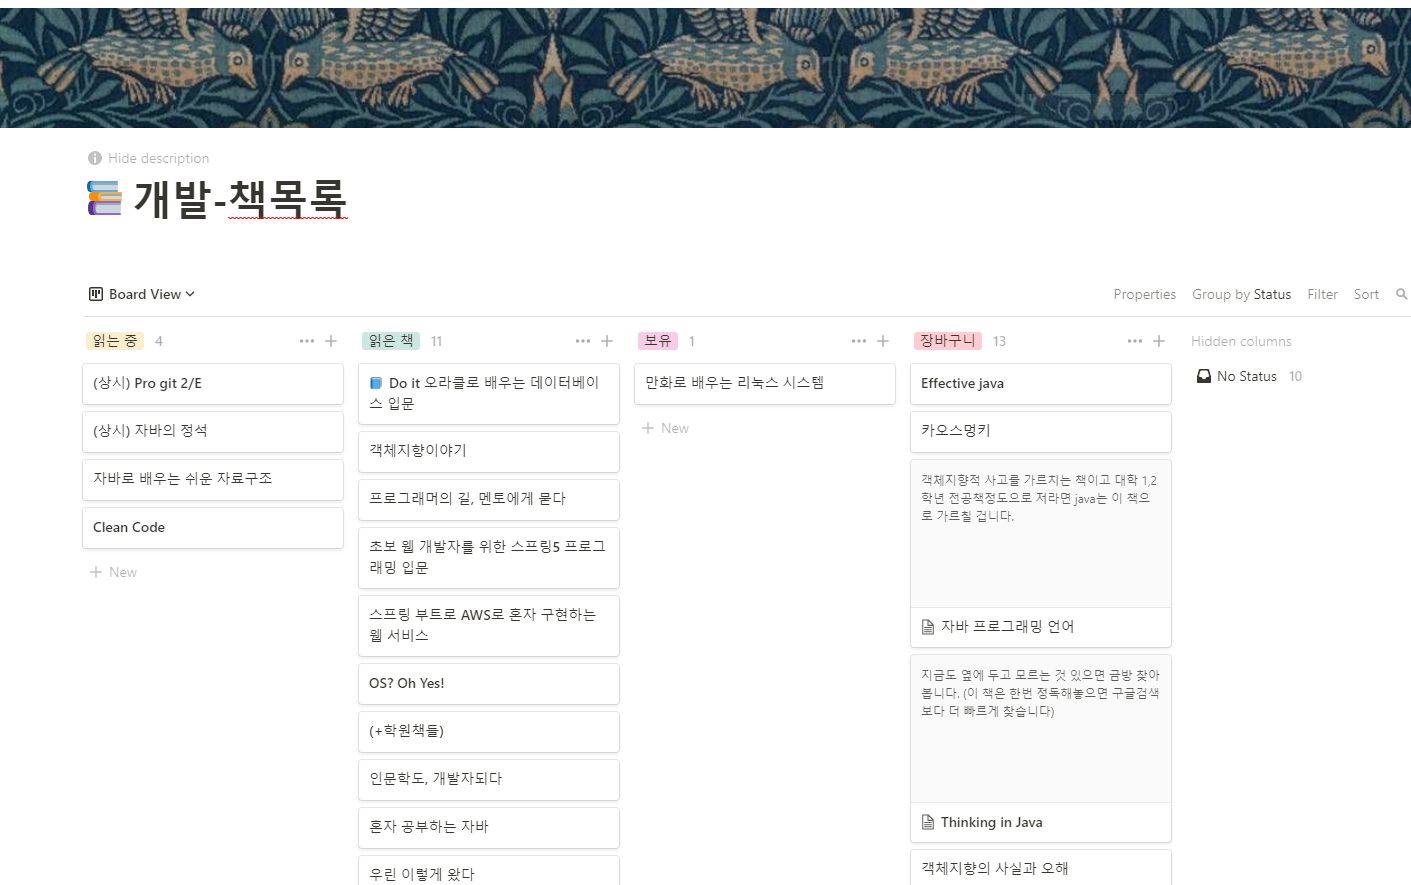 Hide description
개발-책목록
Board View
Properties Group by Status Filter Sort
읽는 중 4
(상시) Pro git 2/E
(상시) 자바의 정석
자바로 배우는 쉬운 자료구조
Clean Code
New
읽은 책 11
Do it 오라클로 배우는 데이터베이
스 입문
객체지향이야기
프로그래머의 길, 멘토에게 묻다
초보 웹 개발자를 위한 스프링5 프로그
래밍 입문
스프링 부트로 AWS로 혼자 구현하는
웹 서비스
OS? Oh Yes!
(+학원책들)
인문학도, 개발자되다
혼자 공부하는 자바
우린 이렇게 왔다
보유 1
만화로 배우는 리눅스 시스템
New
장바구니 13
Effective java
카오스멍키
객체지향적 사고를 가르치는 책이고 대학 1,2
학년 전공책정도으로 저라면 java는 이 책으
로 가르칠 겁니다.
자바 프로그래밍 언어
지금도 옆에 두고 모르는 것 있으면 금방 찾아
봅니다. (이 책은 한번 정독해놓으면 구글검색
보다 더 빠르게 찾습니다)
Thinking in Java
객체지향의 사실과 오해
Hidden columns
No Status 10